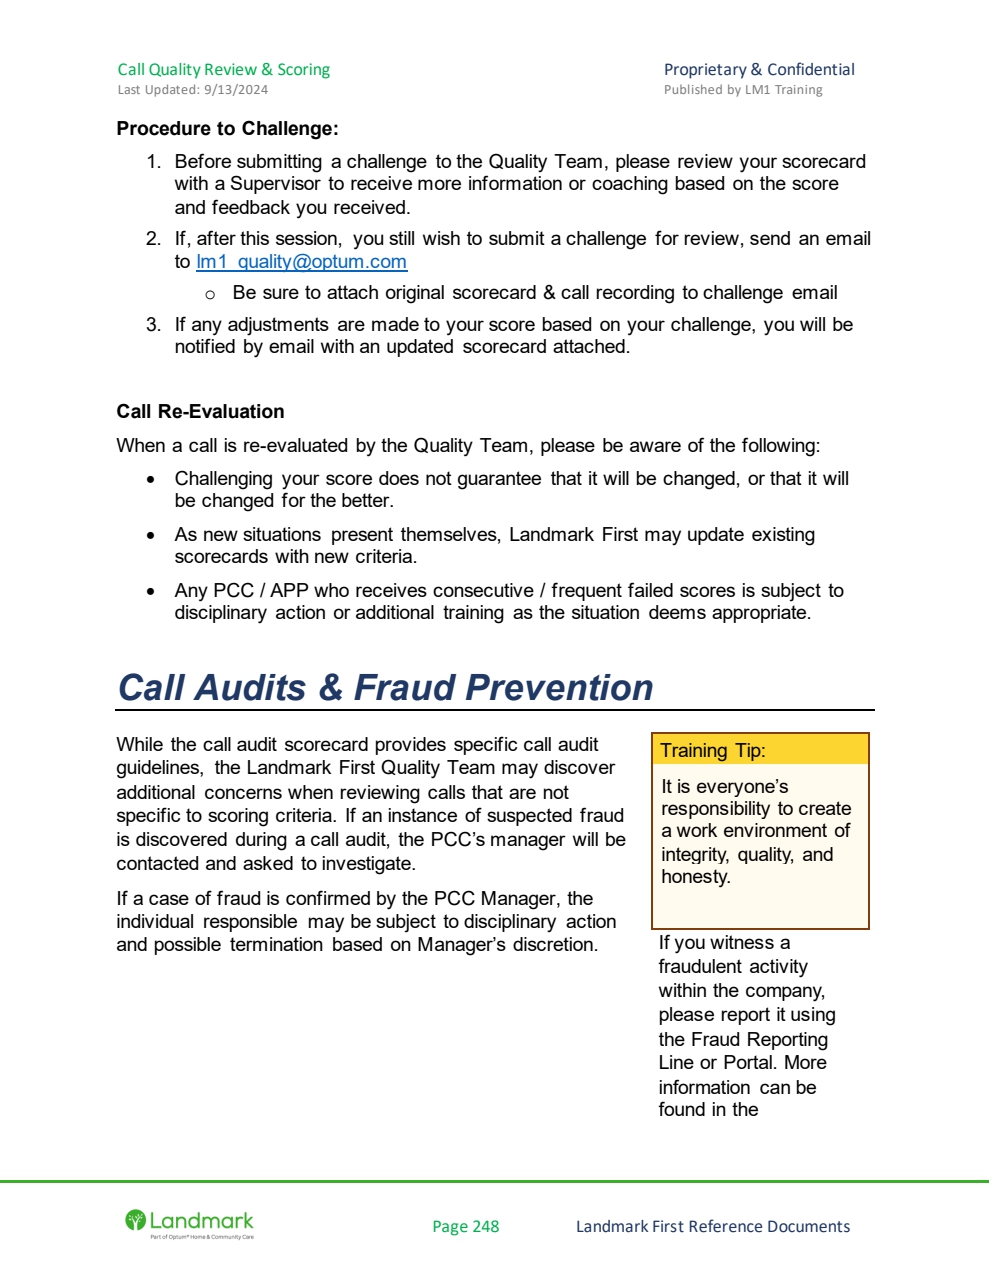 Call Quality Review & Scoring
Proprietary & Confidential
Last Updated: 9/13/2024
Published by LM1 Training
Procedure to Challenge:
1. Before submitting a challenge to the Quality Team, please review your scorecard
with a Supervisor to receive more information or coaching based on the score
and feedback you received.
2. If, after this session, you still wish to submit a challenge for review, send an email
to lm1_quality@optum.com
o Be sure to attach original scorecard & call recording to challenge email
3. If any adjustments are made to your score based on your challenge, you will be
notified by email with an updated scorecard attached.
Call Re-Evaluation
When a call is re-evaluated by the Quality Team, please be aware of the following:
• Challenging your score does not guarantee that it will be changed, or that it will
be changed for the better.
• As new situations present themselves, Landmark First may update existing
scorecards with new criteria.
• Any PCC / APP who receives consecutive / frequent failed scores is subject to
disciplinary action or additional training as the situation deems appropriate.
Call Audits & Fraud Prevention
While the call audit scorecard provides specific call audit
guidelines, the Landmark First Quality Team may discover
additional concerns when reviewing calls that are not
specific to scoring criteria. If an instance of suspected fraud
is discovered during a call audit, the PCC’s manager will be
contacted and asked to investigate.
If a case of fraud is confirmed by the PCC Manager, the
individual responsible may be subject to disciplinary action
and possible termination based on Manager’s discretion.
Training Tip:
It is everyone’s
responsibility to create
a work environment of
integrity, quality, and
honesty.
If you witness a
fraudulent activity
within the company,
please report it using
the Fraud Reporting
Line or Portal. More
information can be
found in the
Landmark
Part of Optum® Home & Community Care
Page 248
Landmark First Reference Documents